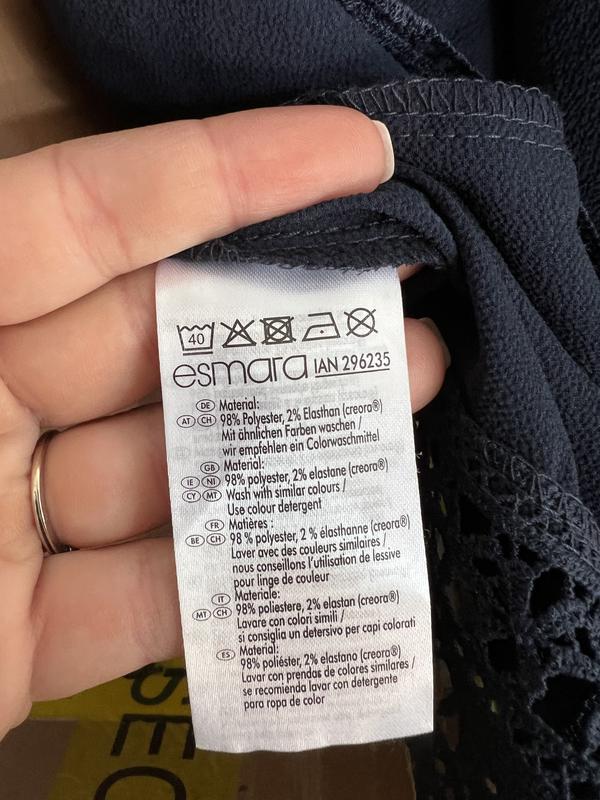 40
esmara IAN 296235
DE Material:
AT CH 98% Polyester, 2% Elasthan (creora®)
Mit ähnlichen Farben waschen /
wir empfehlen ein Colorwaschmittel
GB Material:
IE NI 98% polyester, 2% elastane (creora®)
CY MT Wash with similar colours /
Use colour detergent
FR Matières :
BE CH 98 % polyester, 2 % élasthanne (creora®)
Laver avec des couleurs similaires /
nous conseillons l'utilisation de lessive
pour linge de couleur
IT Materiale:
MT CH 98% poliestere, 2% elastan (creora®)
Lavare con colori simili /
si consiglia un detersivo per capi colorati
ES Material:
98% poliéster, 2% elastano (creora®)
Lavar con prendas de colores similares /
se recomienda lavar con detergente
para ropa de color